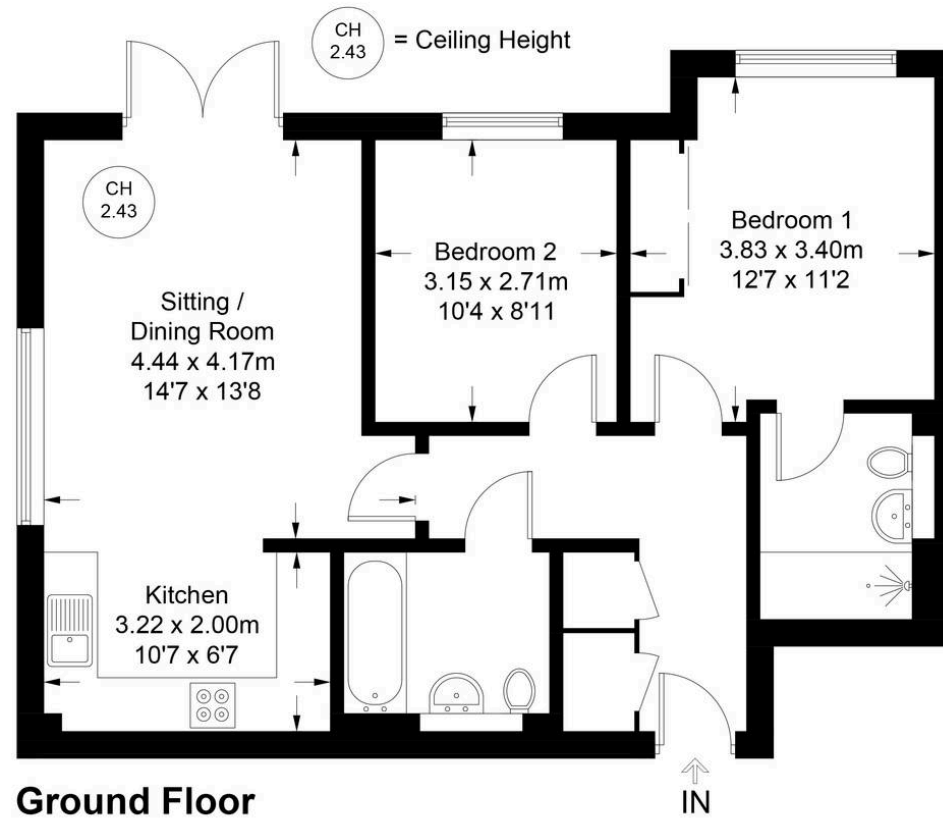 CH
2.43
= Ceiling Height
CH
2.43
Sitting /
Dining Room
4.44 x 4.17m
14'7 x 13'8
Bedroom 2
3.15 x 2.71m
10'4 x 8'11
Bedroom 1
3.83 x 3.40m
12'7 x 11'2
Kitchen
3.22 x 2.00m
10'7 x 6'7
Ground Floor
IN